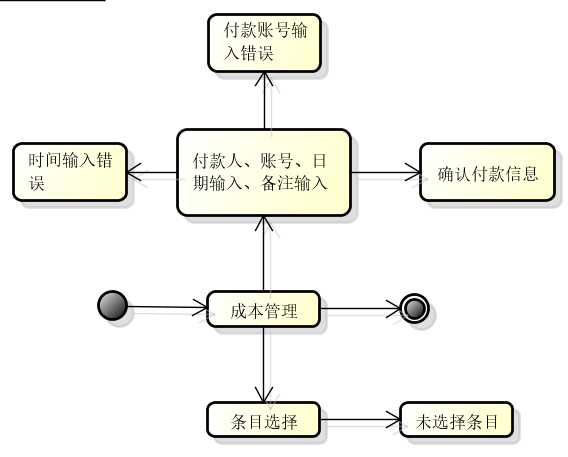 付款账号输
入错误
时间输入错
误
付款人、账号、日
期输入、备注输入
确认付款信息
成本管理
条目选择
未选择条目